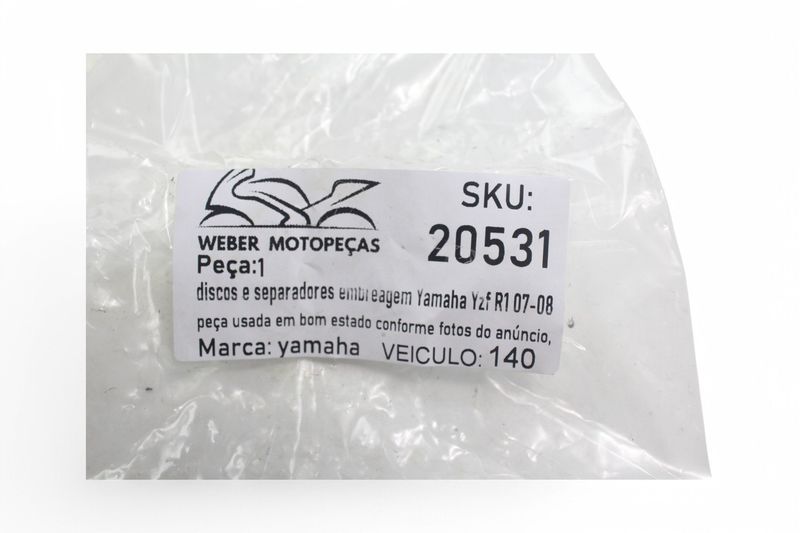 WEBER MOTOPEÇAS
SKU:
20531
Peça:1
discos e separadores embreagem Yamaha Yzf R1 07-08
peça usada em bom estado conforme fotos do anúncio,
Marca: yamaha VEICULO: 140